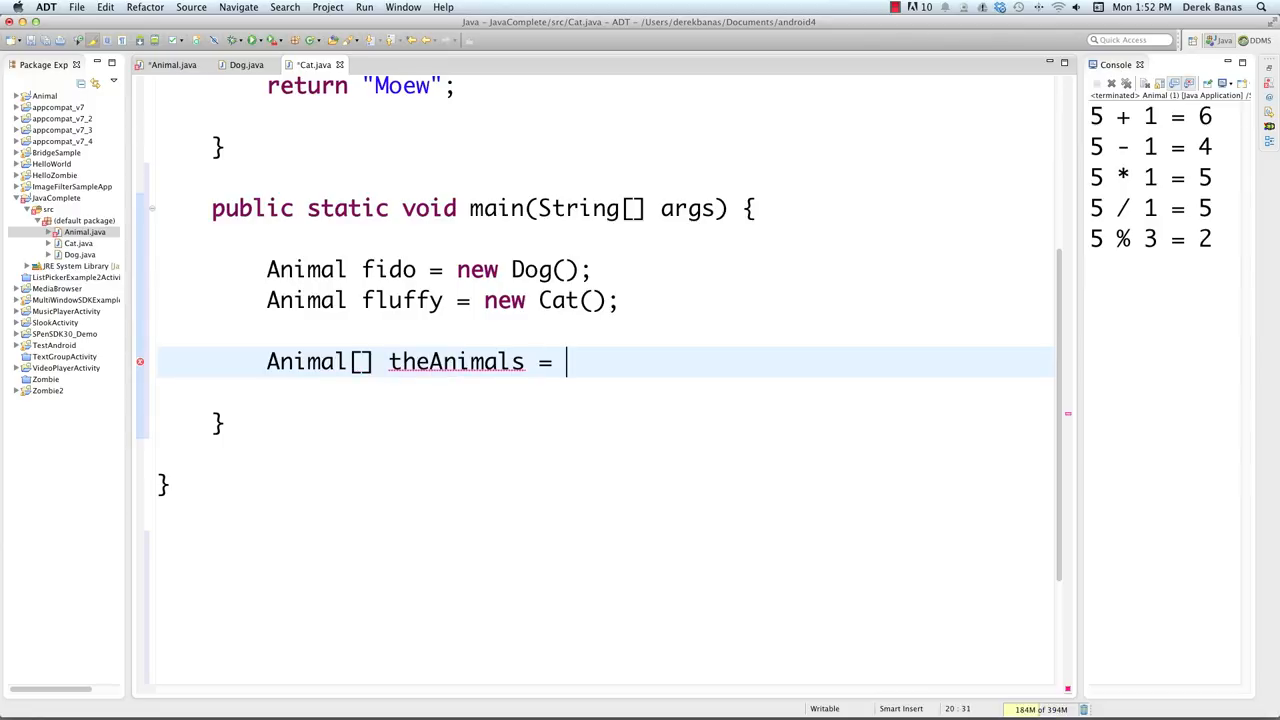 ADT File Edit Refactor Source Navigate Search Project Run Window Help 10 Mon 1:52 PM Derek Banas
Java - JavaComplete/src/Cat.java - ADT - /Users/derekbanas/Documents/android4
Quick Access Java DDMS
Package Exp
Animal
appcompat_v7
appcompat_v7_2
appcompat_v7_3
appcompat_v7_4
BridgeSample
HelloWorld
HelloZombie
ImageFilterSampleApp
JavaComplete
src
(default package)
Animal.java
Cat.java
Dog.java
JRE System Library [Ja
ListPickerExample2Activi
MediaBrowser
MultiWindowSDKExample
MusicPlayerActivity
SlookActivity
SPenSDK30_Demo
TestAndroid
TextGroupActivity
VideoPlayerActivity
Zombie
Zombie2
*Animal.java Dog.java *Cat.java
return "Moew";
}
public static void main(String[] args) {
Animal fido = new Dog();
Animal fluffy = new Cat();
Animal[] theAnimals =
}
}
Console
<terminated> Animal (1) [Java Application] /S
5 + 1 = 6
5 - 1 = 4
5 * 1 = 5
5 / 1 = 5
5 % 3 = 2
Writable Smart Insert 20 : 31 184M of 394M